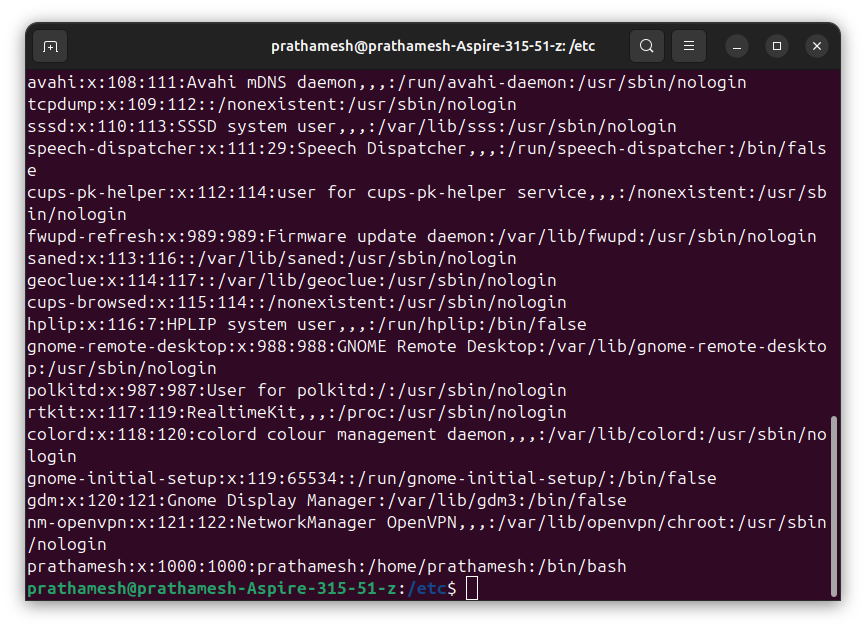 prathamesh@prathamesh-Aspire-315-51-z: /etc
avahi:x:108:111:Avahi mDNS daemon,,,:/run/avahi-daemon:/usr/sbin/nologin
tcpdump:x:109:112::/nonexistent:/usr/sbin/nologin
sssd:x:110:113:SSSD system user,,,:/var/lib/sss:/usr/sbin/nologin
speech-dispatcher:x:111:29:Speech Dispatcher,,,:/run/speech-dispatcher:/bin/fals
e
cups-pk-helper:x:112:114:user for cups-pk-helper service,,,:/nonexistent:/usr/sb
in/nologin
fwupd-refresh:x:989:989:Firmware update daemon:/var/lib/fwupd:/usr/sbin/nologin
saned:x:113:116::/var/lib/saned:/usr/sbin/nologin
geoclue:x:114:117::/var/lib/geoclue:/usr/sbin/nologin
cups-browsed:x:115:114::/nonexistent:/usr/sbin/nologin
hplip:x:116:7:HPLIP system user,,,:/run/hplip:/bin/false
gnome-remote-desktop:x:988:988:GNOME Remote Desktop:/var/lib/gnome-remote-deskto
p:/usr/sbin/nologin
polkitd:x:987:987:User for polkitd:/:/usr/sbin/nologin
rtkit:x:117:119:RealtimeKit,,,:/proc:/usr/sbin/nologin
colord:x:118:120:colord colour management daemon,,,:/var/lib/colord:/usr/sbin/no
login
gnome-initial-setup:x:119:65534::/run/gnome-initial-setup/:/bin/false
gdm:x:120:121:Gnome Display Manager:/var/lib/gdm3:/bin/false
nm-openvpn:x:121:122:NetworkManager OpenVPN,,,:/var/lib/openvpn/chroot:/usr/sbin
/nologin
prathamesh:x:1000:1000:prathamesh:/home/prathamesh:/bin/bash
prathamesh@prathamesh-Aspire-315-51-z:/etc$